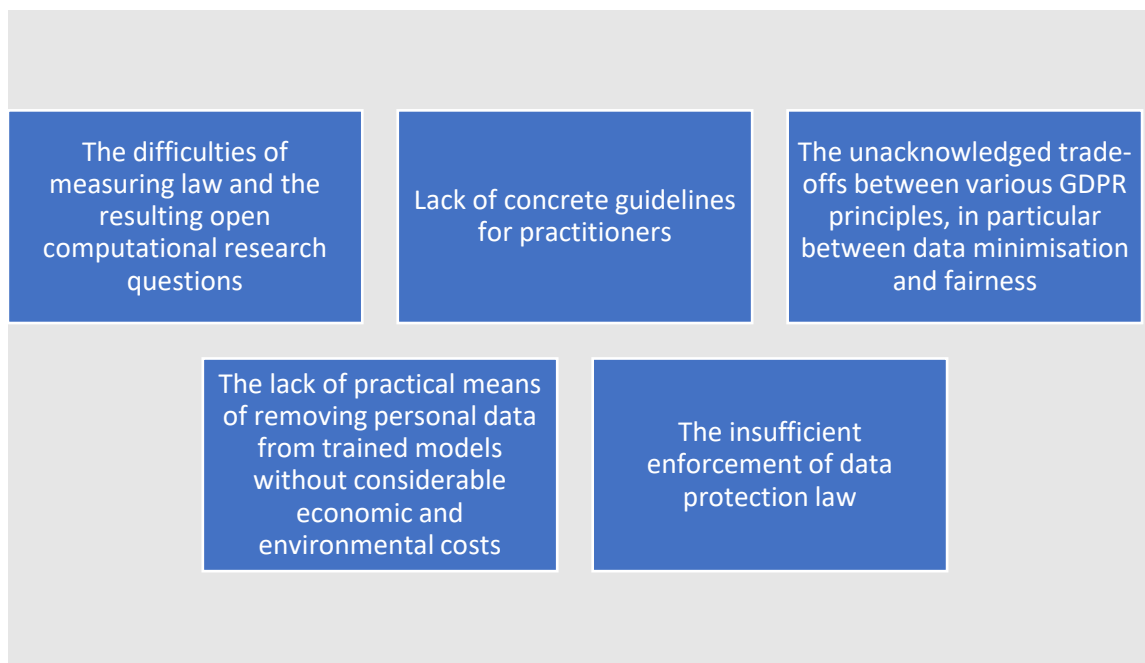 The difficulties of
measuring law and the
resulting open
computational research
questions
Lack of concrete guidelines
for practitioners
The unacknowledged trade-
offs between various GDPR
principles, in particular
between data minimisation
and fairness
The lack of practical means
of removing personal data
from trained models
without considerable
economic and
environmental costs
The insufficient
enforcement of data
protection law